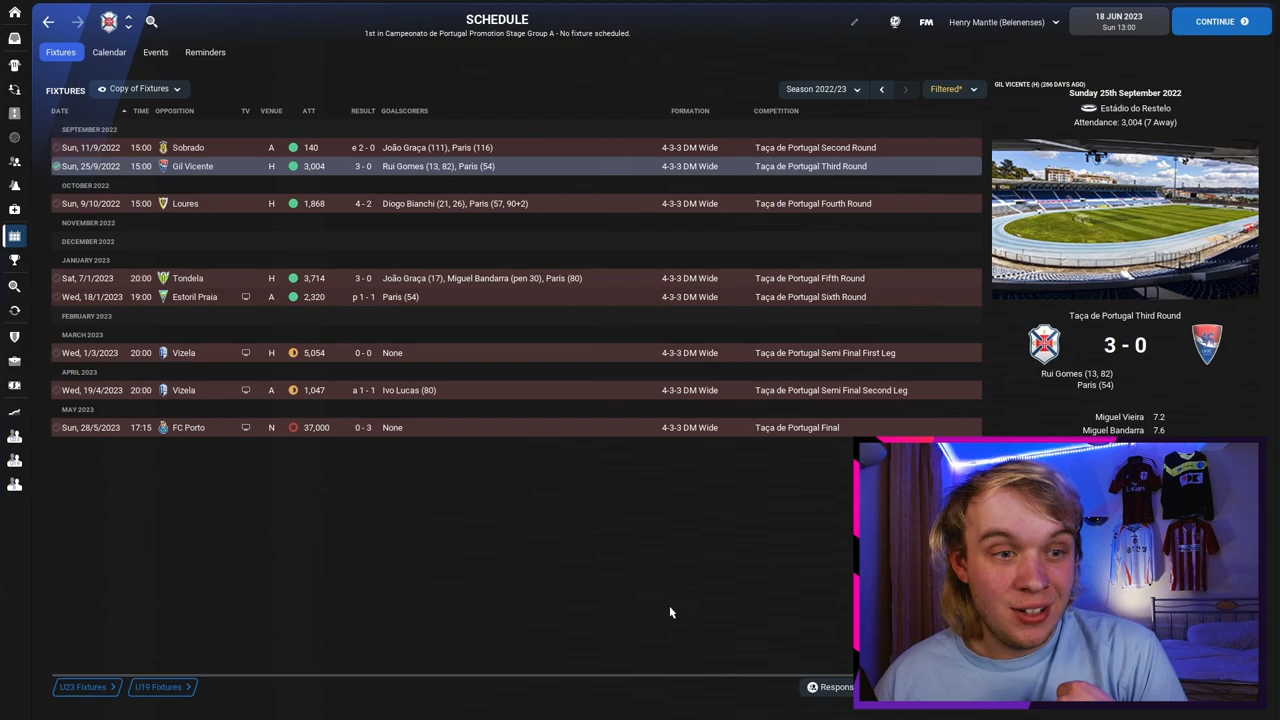 SCHEDULE
1st in Campeonato de Portugal Promotion Stage Group A - No fixture scheduled.
FM
Henry Mantle (Belenenses)
18 JUN 2023
Sun 13:00
CONTINUE
Fixtures Calendar Events Reminders
FIXTURES Copy of Fixtures Season 2022/23 Filtered*
DATE TIME OPPOSITION TV VENUE ATT RESULT GOALSCORERS FORMATION COMPETITION
SEPTEMBER 2022
Sun, 11/9/2022 15:00 Sobrado A 140 e 2 - 0 João Graça (111), Paris (116) 4-3-3 DM Wide Taça de Portugal Second Round
Sun, 25/9/2022 15:00 Gil Vicente H 3,004 3 - 0 Rui Gomes (13, 82), Paris (54) 4-3-3 DM Wide Taça de Portugal Third Round
OCTOBER 2022
Sun, 9/10/2022 15:00 Loures H 1,868 4 - 2 Diogo Bianchi (21, 26), Paris (57, 90+2) 4-3-3 DM Wide Taça de Portugal Fourth Round
NOVEMBER 2022
DECEMBER 2022
JANUARY 2023
Sat, 7/1/2023 20:00 Tondela H 3,714 3 - 0 João Graça (17), Miguel Bandarra (pen 30), Paris (80) 4-3-3 DM Wide Taça de Portugal Fifth Round
Wed, 18/1/2023 19:00 Estoril Praia A 2,320 p 1 - 1 Paris (54) 4-3-3 DM Wide Taça de Portugal Sixth Round
FEBRUARY 2023
MARCH 2023
Wed, 1/3/2023 20:00 Vizela H 5,054 0 - 0 None 4-3-3 DM Wide Taça de Portugal Semi Final First Leg
APRIL 2023
Wed, 19/4/2023 20:00 Vizela A 1,047 a 1 - 1 Ivo Lucas (80) 4-3-3 DM Wide Taça de Portugal Semi Final Second Leg
MAY 2023
Sun, 28/5/2023 17:15 FC Porto N 37,000 0 - 3 None 4-3-3 DM Wide Taça de Portugal Final
GIL VICENTE (H) (266 DAYS AGO)
Sunday 25th September 2022
Estádio do Restelo
Attendance: 3,004 (7 Away)
Taça de Portugal Third Round
3 - 0
Rui Gomes (13, 82)
Paris (54)
Miguel Vieira 7.2
Miguel Bandarra 7.6
U23 Fixtures U19 Fixtures Respons